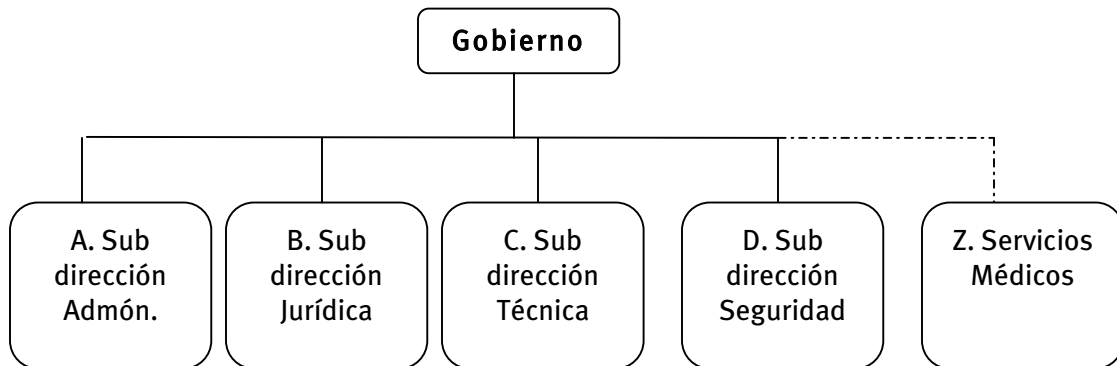 Gobierno
A. Sub
dirección
Admón.
B. Sub
dirección
Jurídica
C. Sub
dirección
Técnica
D. Sub
dirección
Seguridad
Z. Servicios
Médicos